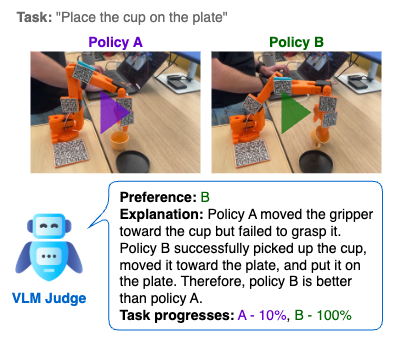 Task: "Place the cup on the plate"
Policy A
Policy B
Preference: B
Explanation: Policy A moved the gripper
toward the cup but failed to grasp it.
Policy B successfully picked up the cup,
moved it toward the plate, and put it on
the plate. Therefore, policy B is better
than policy A.
Task progresses: A - 10%, B - 100%
VLM Judge